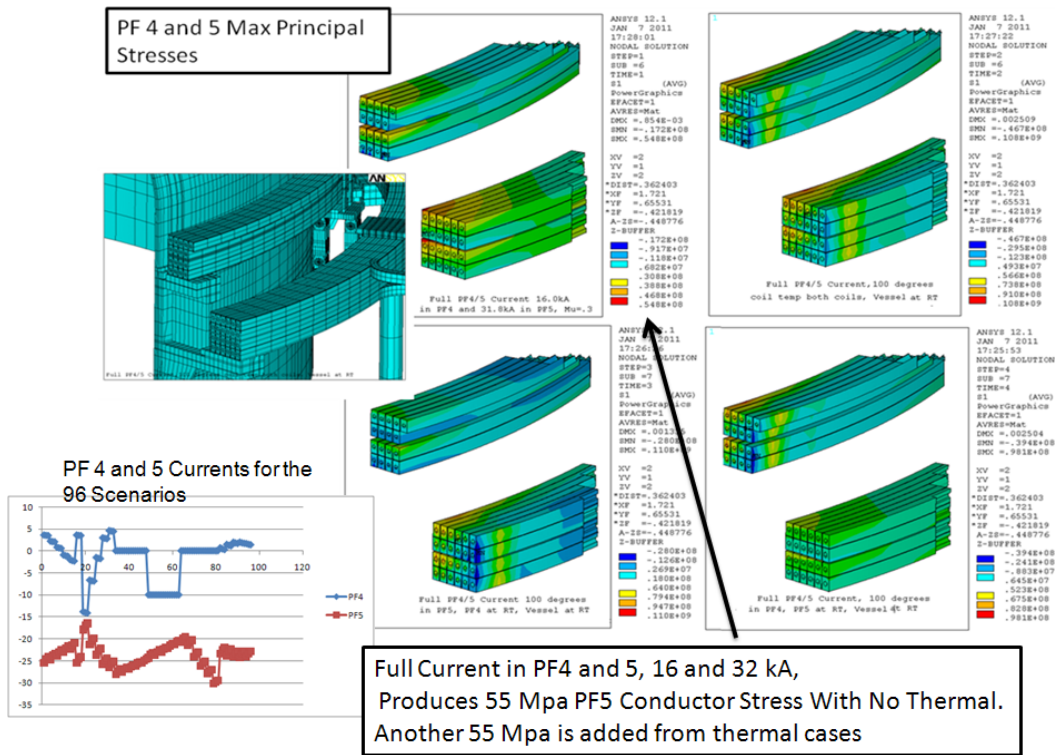 PF 4 and 5 Max Principal
Stresses
ANSYS 12.1
JAN 7 2011
17:28:01
NODAL SOLUTION
STEP=1
SUB =6
TIME=1
S1 (AVG)
PowerGraphics
EFACET=1
AVRES=Mat
DMX =.854E-03
SMN =-.172E+08
SMX =.548E+08
XV =2
YV =1
ZV =2
*DIST=.362403
*XF =1.721
*YF =.65531
*ZF =-.421819
A-ZS=-.448776
Z-BUFFER
-.172E+08
-.917E+07
-.118E+07
.682E+07
.308E+08
.388E+08
.468E+08
.548E+08
Full PF4/5 Current 16.0kA
in PF4 and 31.8kA in PF5, Mu=.3
1
ANSYS 12.1
JAN 7 2011
17:27:22
NODAL SOLUTION
STEP=2
SUB =6
TIME=2
S1 (AVG)
PowerGraphics
EFACET=1
AVRES=Mat
DMX =.002509
SMN =-.467E+08
SMX =.108E+09
XV =2
YV =1
ZV =2
*DIST=.362403
*XF =1.721
*YF =.65531
*ZF =-.421819
A-ZS=-.448776
Z-BUFFER
-.467E+08
-.295E+08
-.123E+08
.493E+07
.566E+08
.738E+08
.910E+08
.108E+09
Full PF4/5 Current, 100 degrees
coil temp both coils, Vessel at RT
AN
Full PF4/5 Vessel at RT
ANSYS 12.1
JAN 2011
17:26:
NODAL SOLUTION
STEP=3
SUB =7
TIME=3
S1 (AVG)
PowerGraphics
EFACET=1
AVRES=Mat
SMN =-.280E+08
SMX =.110E+09
XV =2
YV =1
ZV =2
*DIST=.362403
*XF =1.721
*YF =.65531
*ZF =-.421819
A-ZS=-.448776
Z-BUFFER
-.280E+08
-.126E+08
.269E+07
.180E+08
.640E+08
.794E+08
.947E+08
.110E+09
Full PF4/5 Current, 100 degrees
in PF5, PF4 at RT, Vessel at RT
1
ANSYS 12.1
JAN 7 2011
17:25:53
NODAL SOLUTION
STEP=4
SUB =7
TIME=4
S1 (AVG)
PowerGraphics
EFACET=1
AVRES=Mat
DMX =.002504
SMN =-.394E+08
SMX =.981E+08
XV =2
YV =1
ZV =2
*DIST=.362403
*XF =1.721
*YF =.65531
*ZF =-.421819
A-ZS=-.448776
Z-BUFFER
-.394E+08
-.241E+08
-.883E+07
.645E+07
.523E+08
.675E+08
.828E+08
.981E+08
Full PF4/5 Current, 100 degrees
in PF4, PF5 at RT, Vessel at RT
PF 4 and 5 Currents for the
96 Scenarios
10
5
0
-5
-10
-15
-20
-25
-30
-35
0 20 40 60 80 100 120
PF4
PF5
Full Current in PF4 and 5, 16 and 32 kA,
Produces 55 Mpa PF5 Conductor Stress With No Thermal.
Another 55 Mpa is added from thermal cases